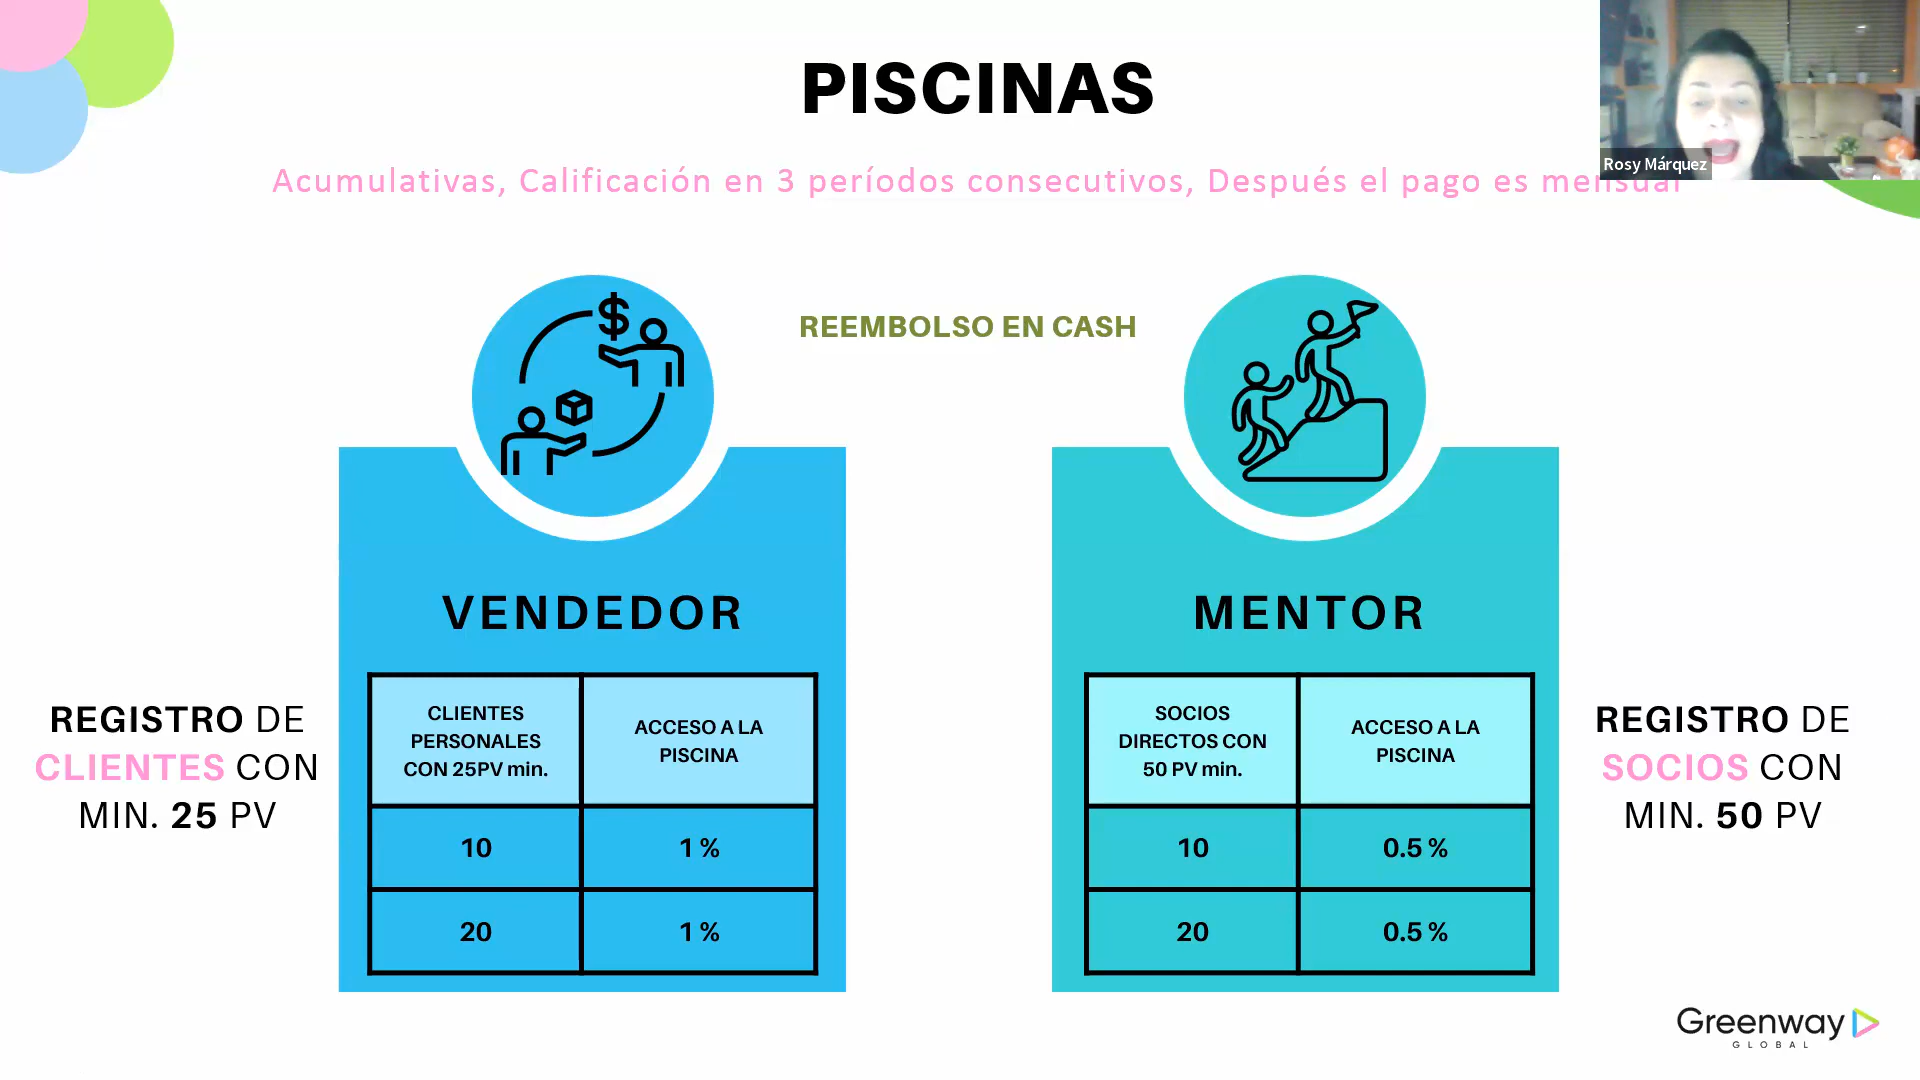 PISCINAS
Rosy Márquez
Acumulativas, Calificación en 3 períodos consecutivos, Después el pago es mensual
REEMBOLSO EN CASH
VENDEDOR
CLIENTES
PERSONALES
CON 25PV min.
ACCESO A LA
PISCINA
10
1 %
20
1 %
REGISTRO DE
CLIENTES CON
MIN. 25 PV
MENTOR
SOCIOS
DIRECTOS CON
50 PV min.
ACCESO A LA
PISCINA
10
0.5 %
20
0.5 %
REGISTRO DE
SOCIOS CON
MIN. 50 PV
Greenway
GLOBAL